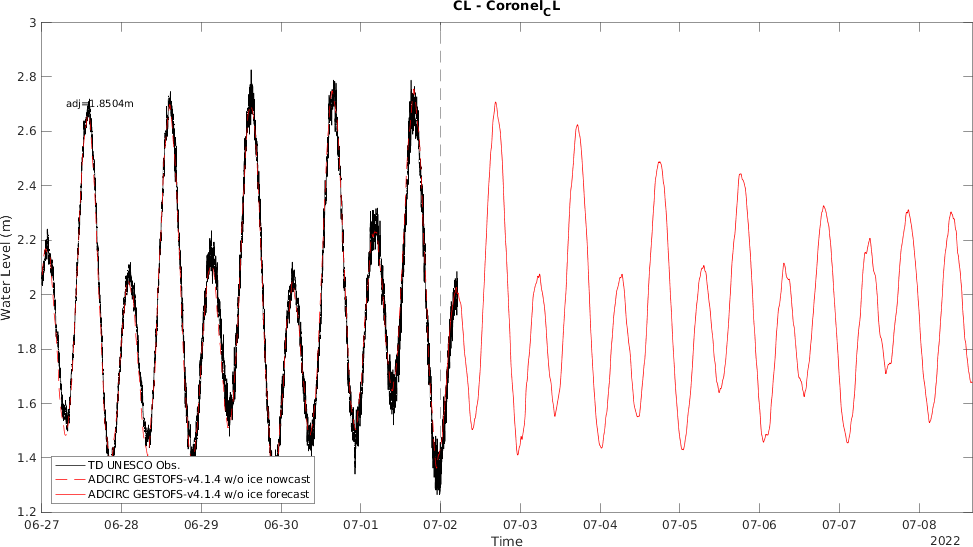 CL - Coronel_CL
3
2.8
adj=1.8504m
2.6
2.4
2.2
2
1.8
1.6
1.4
1.2
Water Level (m)
TD UNESCO Obs.
ADCIRC GESTOFS-v4.1.4 w/o ice nowcast
ADCIRC GESTOFS-v4.1.4 w/o ice forecast
06-27 06-28 06-29 06-30 07-01 07-02 07-03 07-04 07-05 07-06 07-07 07-08
Time
2022